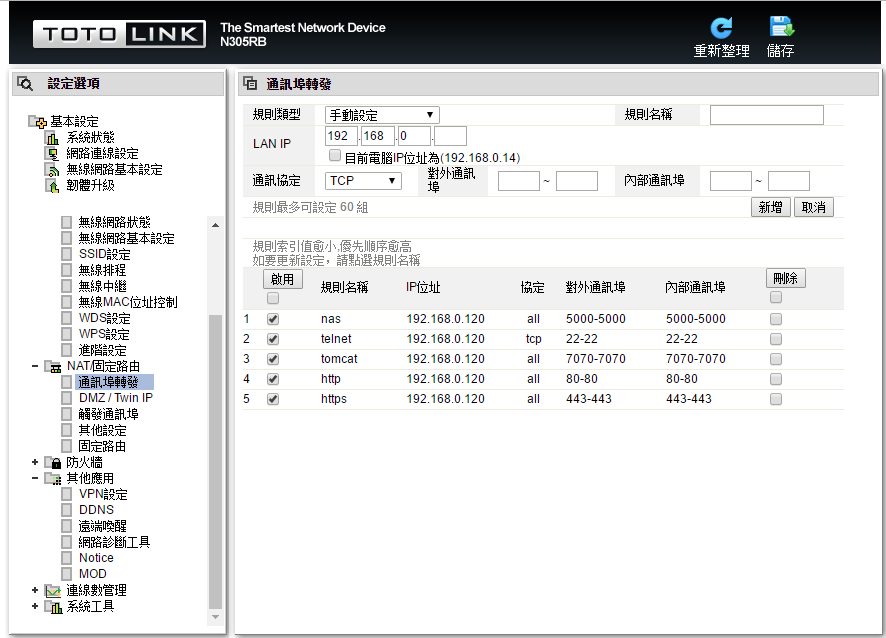 TOTO LINK The Smartest Network Device
N305RB
重新整理 儲存
設定選項
基本設定
系統狀態
網路連線設定
無線網路基本設定
韌體升級
無線網路狀態
無線網路基本設定
SSID設定
無線排程
無線中繼
無線MAC位址控制
WDS設定
WPS設定
進階設定
NAT/固定路由
通訊埠轉發
DMZ / Twin IP
觸發通訊埠
其他設定
固定路由
防火牆
其他應用
VPN設定
DDNS
遠端喚醒
網路診斷工具
Notice
MOD
連線數管理
系統工具
通訊埠轉發
規則類型 手動設定 規則名稱
LAN IP 192 . 168 . 0 .
目前電腦IP位址為(192.168.0.14)
通訊協定 TCP 對外通訊埠 ~ 內部通訊埠 ~
規則最多可設定 60 組 新增 取消
規則索引值愈小,優先順序愈高
如要更新設定，請點選規則名稱
啟用 規則名稱 IP位址 協定 對外通訊埠 內部通訊埠 刪除
1 nas 192.168.0.120 all 5000-5000 5000-5000
2 telnet 192.168.0.120 tcp 22-22 22-22
3 tomcat 192.168.0.120 all 7070-7070 7070-7070
4 http 192.168.0.120 all 80-80 80-80
5 https 192.168.0.120 all 443-443 443-443